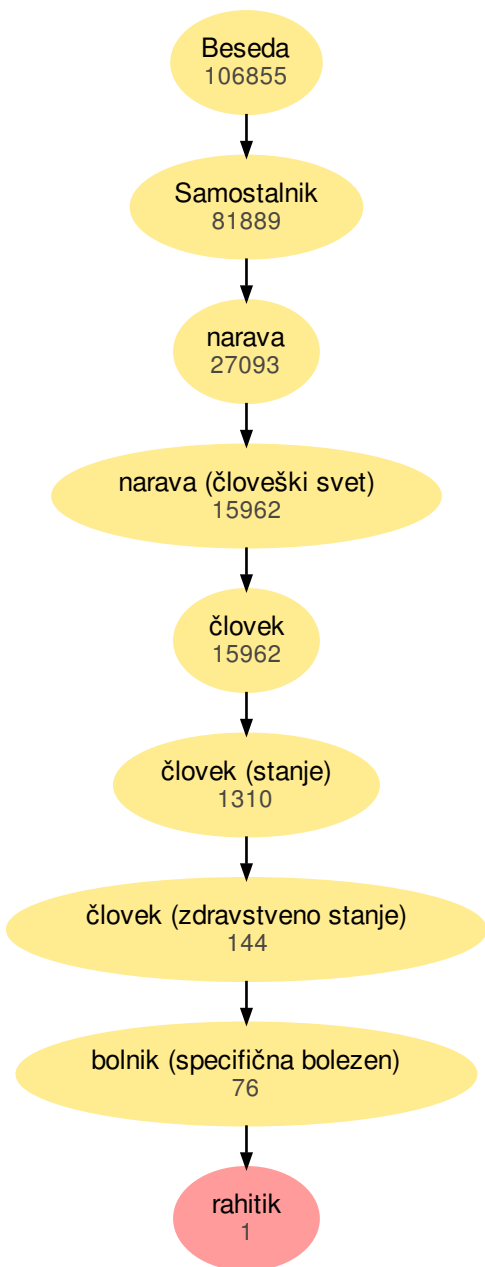 Beseda
106855
Samostalnik
81889
narava
27093
narava (človeški svet)
15962
človek
15962
človek (stanje)
1310
človek (zdravstveno stanje)
144
bolnik (specifična bolezen)
76
rahitik
1